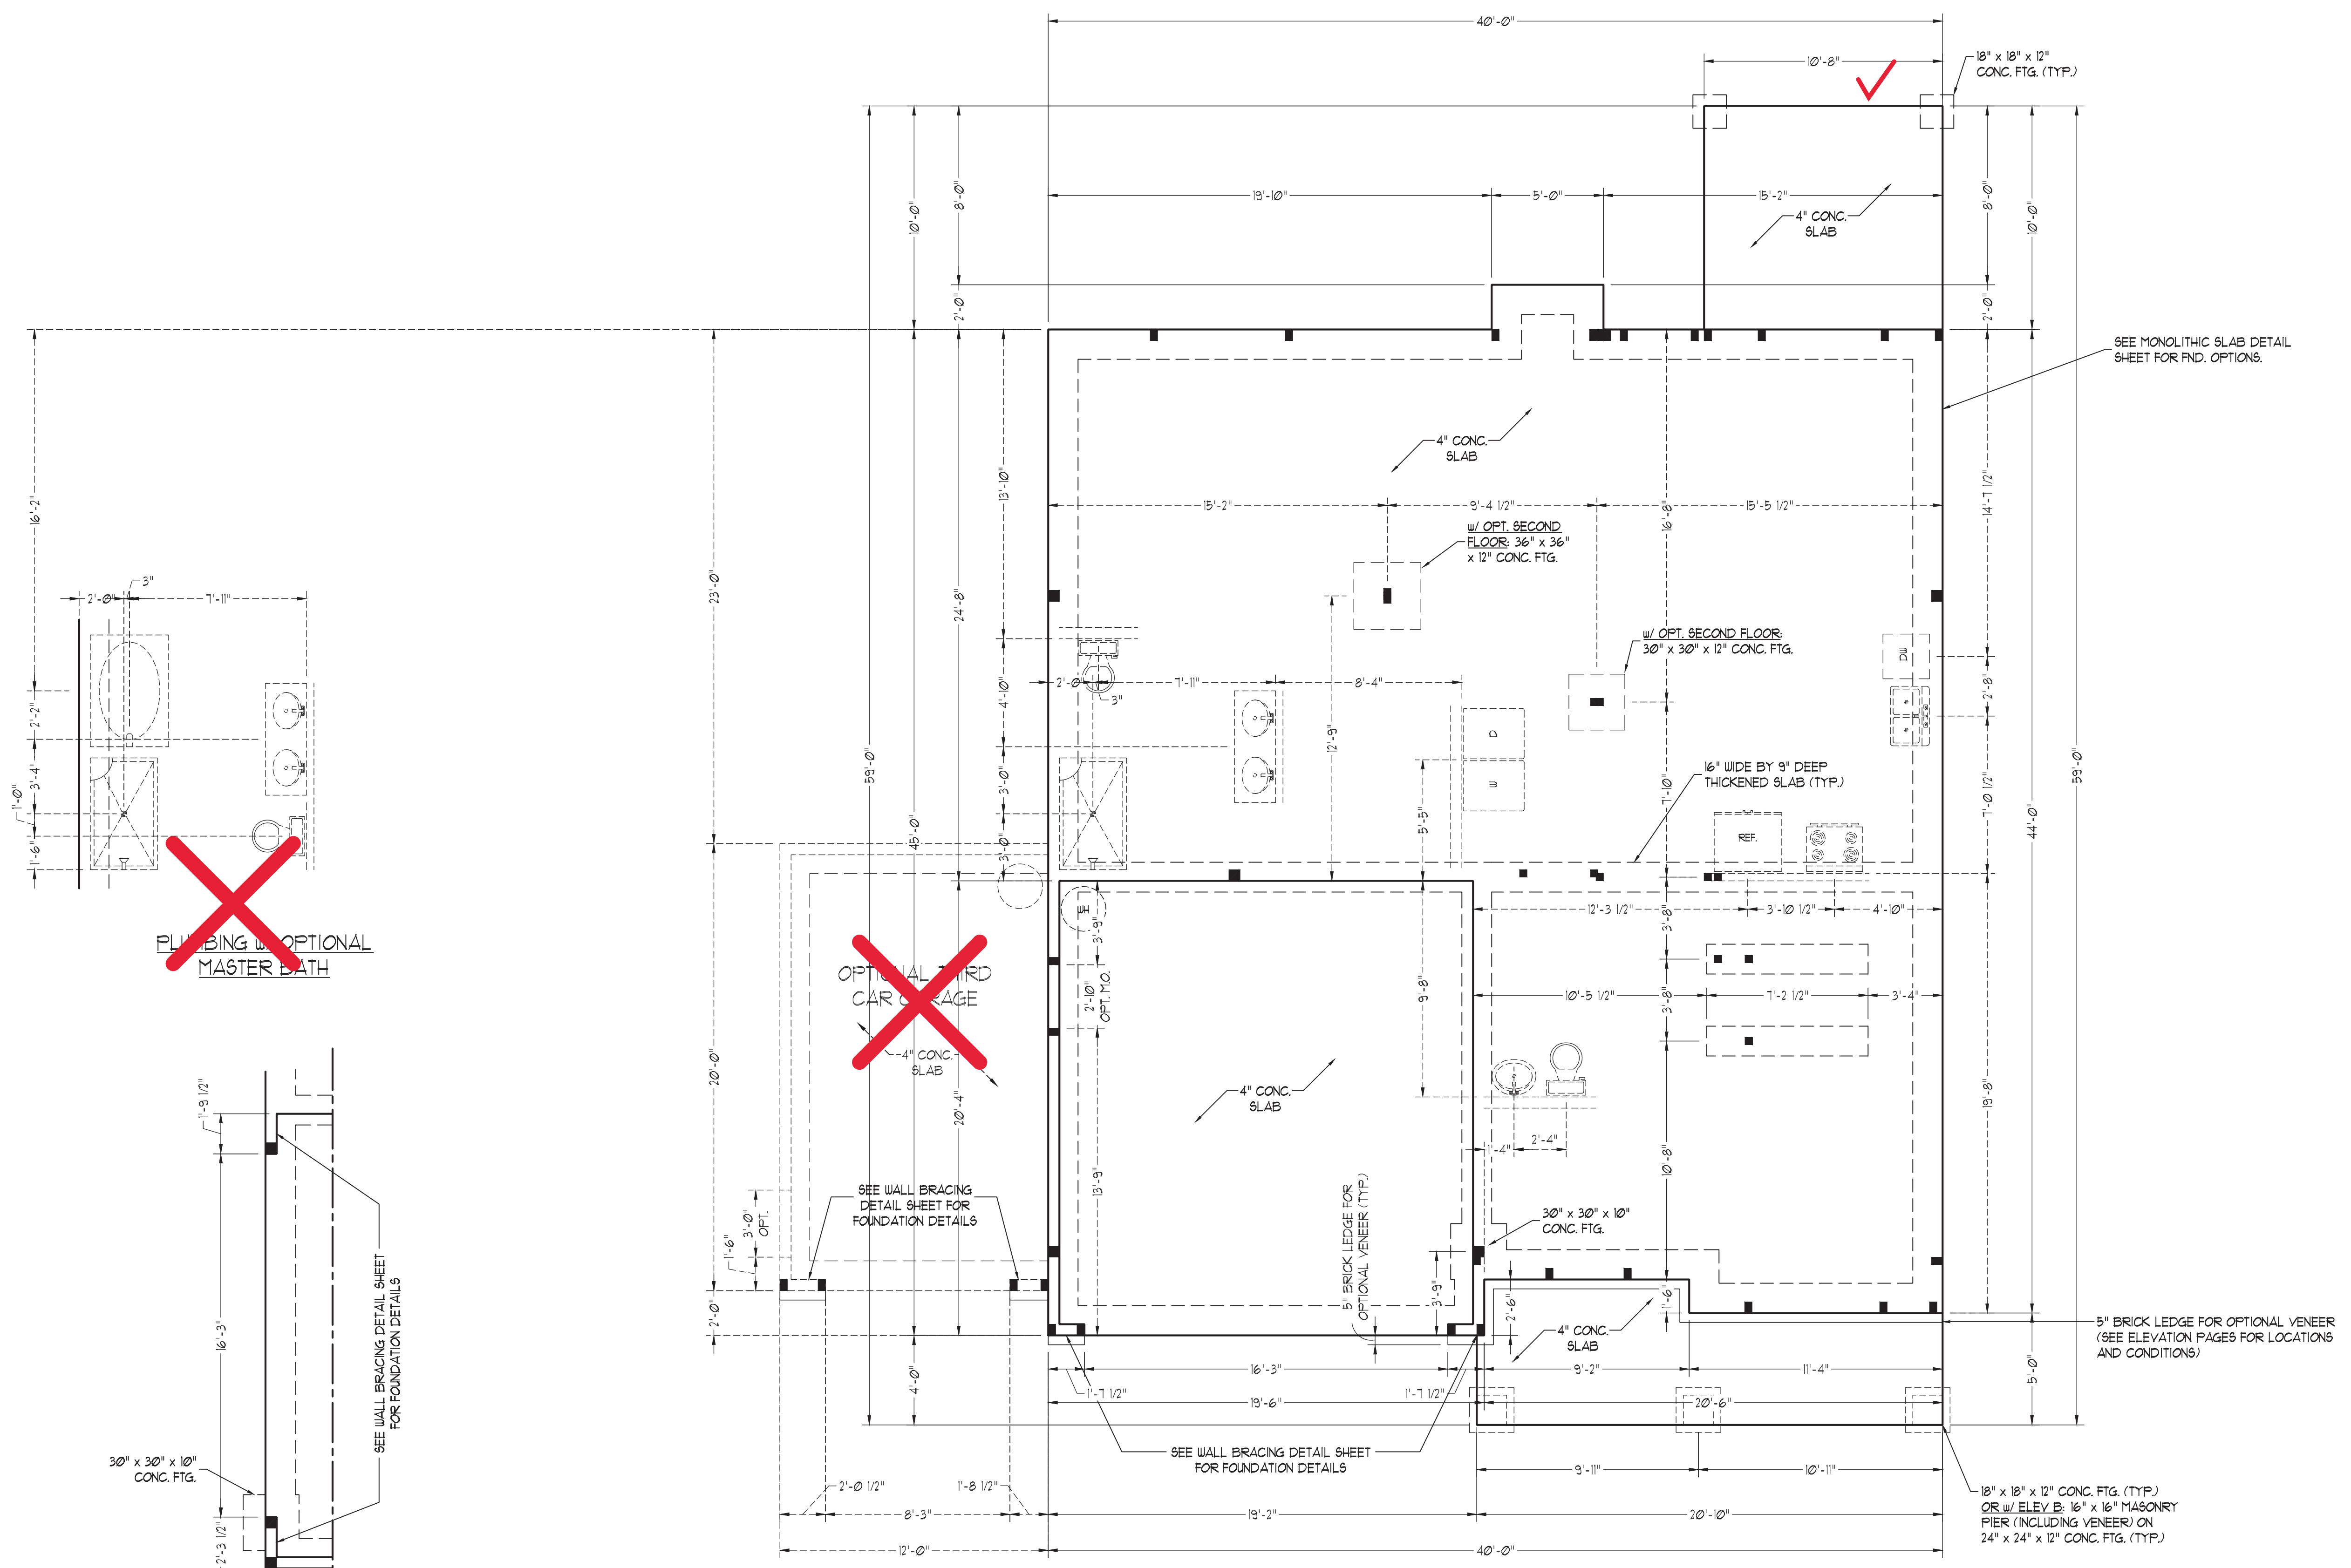 40'-0"
10'-8"
18" x 18" x 12"
CONC. FTG. (TYP.)
19'-10"
5'-0"
15'-2"
10'-0"
8'-0"
2'-0"
8'-0"
2'-0"
10'-0"
4" CONC.
SLAB
SEE MONOLITHIC SLAB DETAIL
SHEET FOR FND. OPTIONS.
4" CONC.
SLAB
15'-2"
9'-4 1/2"
15'-5 1/2"
16'-8"
w/ OPT. SECOND
FLOOR: 36" x 36"
x 12" CONC. FTG.
w/ OPT. SECOND FLOOR:
30" x 30" x 12" CONC. FTG.
16" WIDE BY 9" DEEP
THICKENED SLAB (TYP.)
16'-2"
2'-2"
3'-4"
1'-0"
1'-6"
2'-0"
3"
7'-11"
PLUMBING w/ OPTIONAL
MASTER BATH
23'-0"
20'-0"
2'-0"
59'-0"
45'-0"
4'-0"
24'-8"
20'-4"
13'-10"
4'-10"
3'-0"
3'-0"
2'-0"
3"
7'-11"
8'-4"
12'-9"
5'-5"
9'-8"
7'-10"
D
W
DW
REF.
WH
14'-7 1/2"
2'-8"
7'-0 1/2"
19'-8"
44'-0"
5'-0"
59'-0"
12'-3 1/2"
3'-10 1/2"
4'-10"
3'-8"
3'-8"
10'-5 1/2"
7'-2 1/2"
3'-4"
10'-8"
1'-6"
3'-9"
2'-10"
OPT. M.O.
13'-9"
OPTIONAL THIRD
CAR GARAGE
4" CONC.
SLAB
4" CONC.
SLAB
1'-4"
2'-4"
SEE WALL BRACING
DETAIL SHEET FOR
FOUNDATION DETAILS
3'-0"
OPT.
1'-6"
5" BRICK LEDGE FOR
OPTIONAL VENEER (TYP.)
30" x 30" x 10"
CONC. FTG.
3'-9"
2'-6"
4" CONC.
SLAB
5" BRICK LEDGE FOR OPTIONAL VENEER
(SEE ELEVATION PAGES FOR LOCATIONS
AND CONDITIONS)
16'-3"
9'-2"
11'-4"
1'-7 1/2"
1'-7 1/2"
19'-6"
20'-6"
SEE WALL BRACING DETAIL SHEET
FOR FOUNDATION DETAILS
9'-11"
10'-11"
2'-0 1/2"
1'-8 1/2"
8'-3"
19'-2"
20'-10"
12'-0"
40'-0"
18" x 18" x 12" CONC. FTG. (TYP.)
OR w/ ELEV B: 16" x 16" MASONRY
PIER (INCLUDING VENEER) ON
24" x 24" x 12" CONC. FTG. (TYP.)
1'-9 1/2"
16'-3"
2'-3 1/2"
SEE WALL BRACING DETAIL SHEET
FOR FOUNDATION DETAILS
30" x 30" x 10"
CONC. FTG.